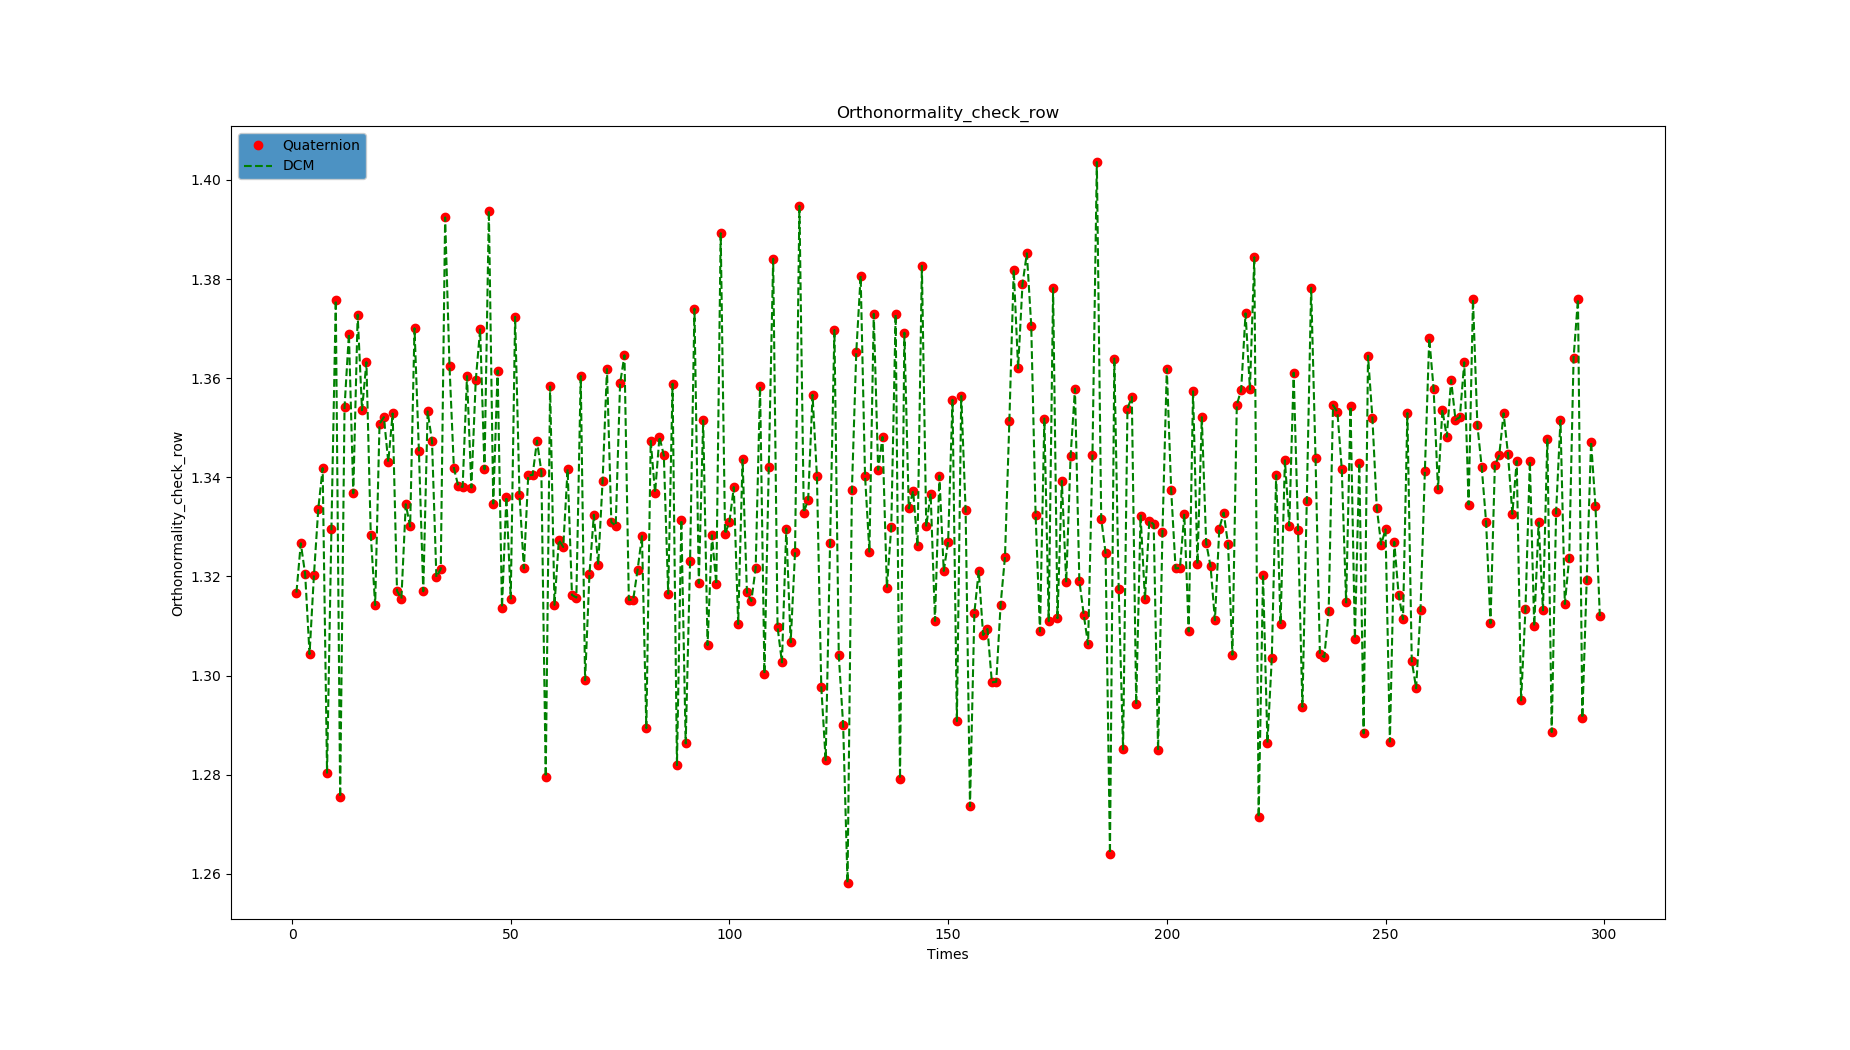 Orthonormality_check_row
Quaternion
DCM
1.40
1.38
1.36
1.34
1.32
1.30
1.28
1.26
Orthonormality_check_row
0 50 100 150 200 250 300
Times